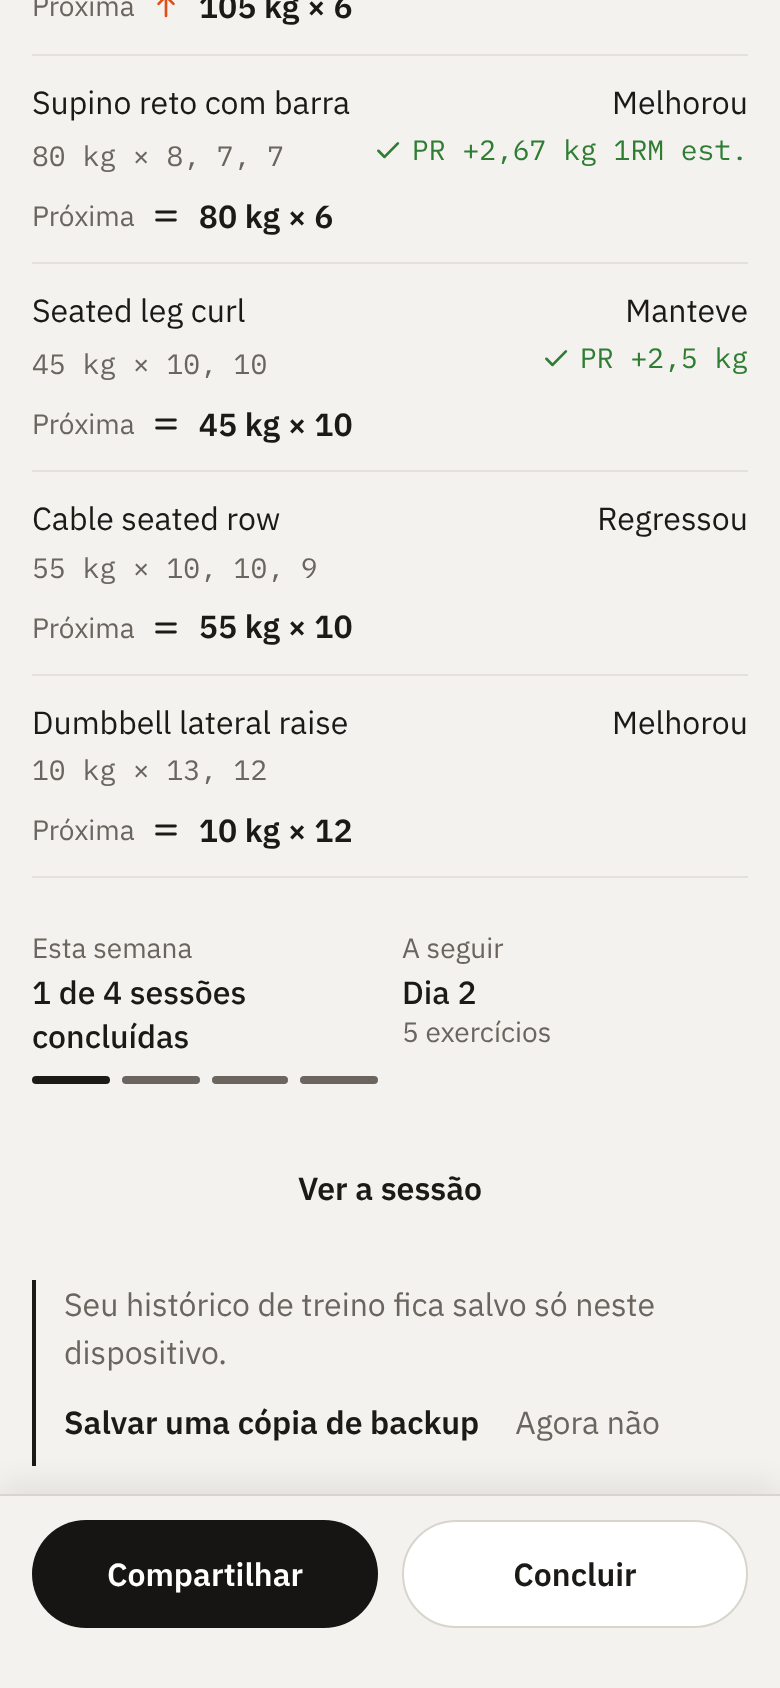 Próxima ↑ 105 kg × 6
Supino reto com barra Melhorou
80 kg × 8, 7, 7 ✓ PR +2,67 kg 1RM est.
Próxima = 80 kg × 6
Seated leg curl Manteve
45 kg × 10, 10 ✓ PR +2,5 kg
Próxima = 45 kg × 10
Cable seated row Regressou
55 kg × 10, 10, 9
Próxima = 55 kg × 10
Dumbbell lateral raise Melhorou
10 kg × 13, 12
Próxima = 10 kg × 12
Esta semana
1 de 4 sessões
concluídas
A seguir
Dia 2
5 exercícios
Ver a sessão
Seu histórico de treino fica salvo só neste
dispositivo.
Salvar uma cópia de backup Agora não
Compartilhar Concluir